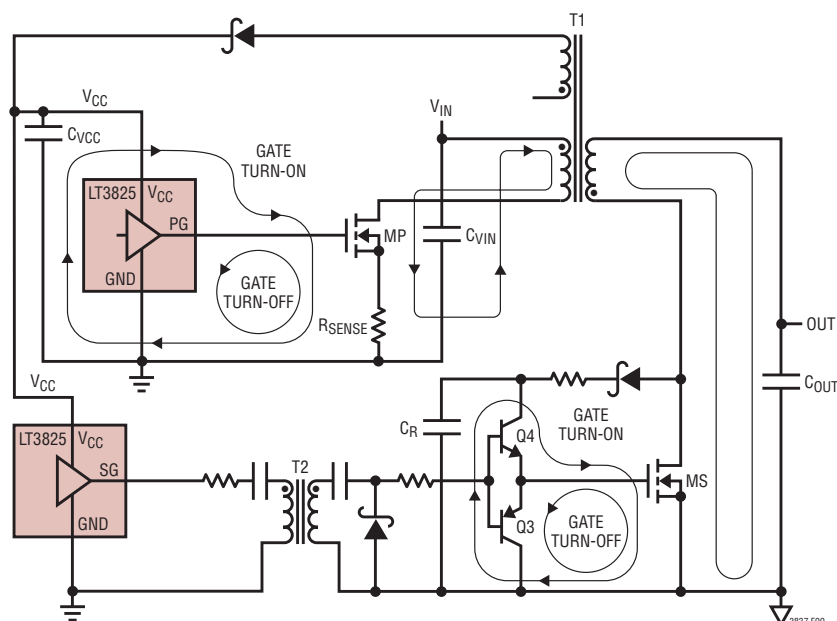 T1
VCC
VIN
CVCC
GATE
TURN-ON
LT3825
VCC
PG
MP
CVIN
GATE
TURN-OFF
GND
RSENSE
OUT
VCC
COUT
LT3825
VCC
CR
GATE
TURN-ON
Q4
SG
T2
MS
Q3
GATE
TURN-OFF
GND